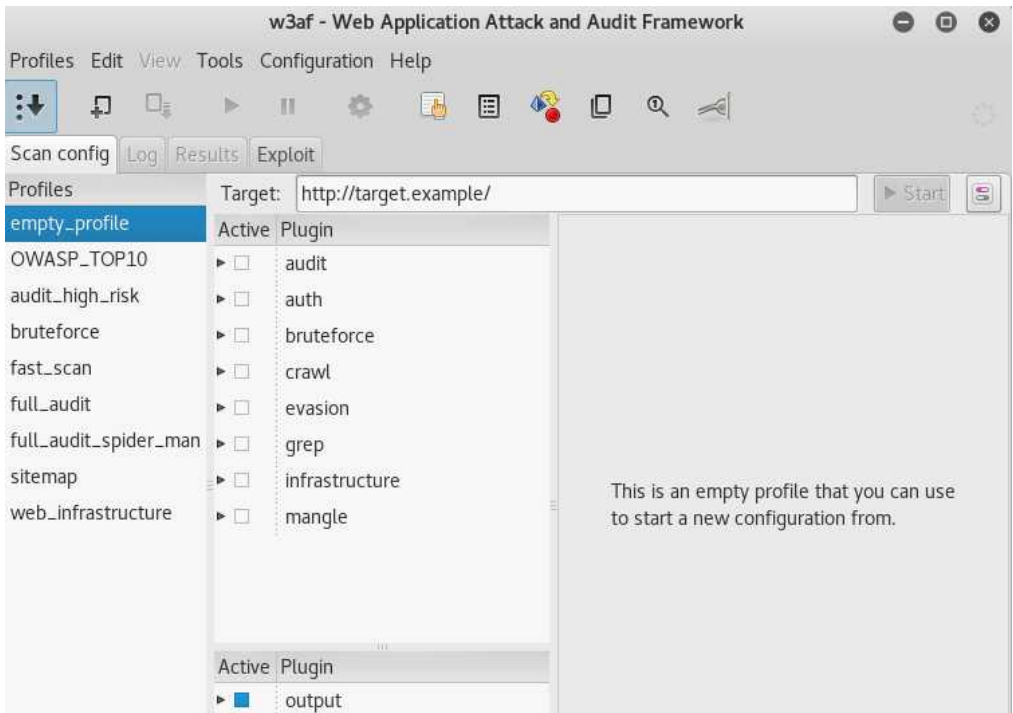 w3af - Web Application Attack and Audit Framework
Profiles Edit View Tools Configuration Help
Scan config Log Results Exploit
Profiles
empty_profile
OWASP_TOP10
audit_high_risk
bruteforce
fast_scan
full_audit
full_audit_spider_man
sitemap
web_infrastructure
Target: http://target.example/ Start
Active Plugin
audit
auth
bruteforce
crawl
evasion
grep
infrastructure
mangle
Active Plugin
output
This is an empty profile that you can use
to start a new configuration from.